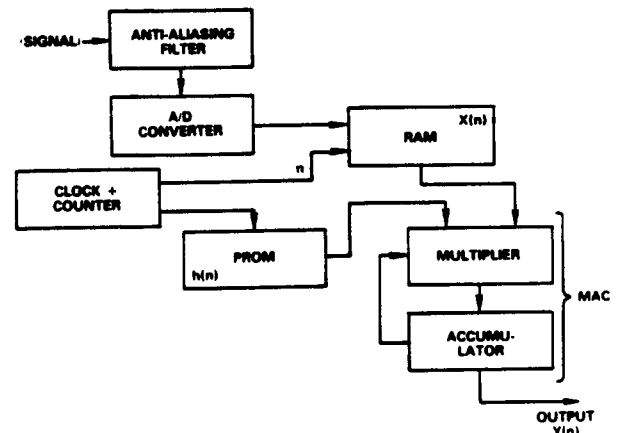 ANTI-ALIASING
FILTER
SIGNAL
A/D
CONVERTER
X(n)
RAM
n
CLOCK +
COUNTER
PROM
h(n)
MULTIPLIER
MAC
ACCUMU-
LATOR
OUTPUT
Y(n)